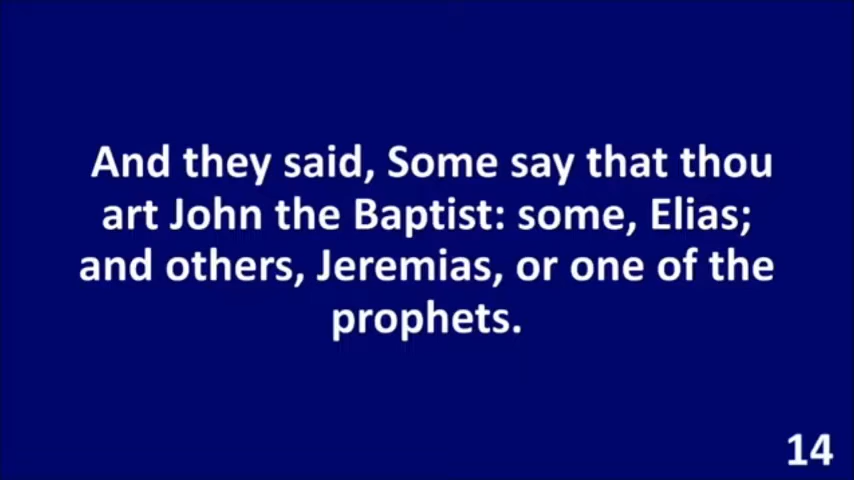 And they said, Some say that thou
art John the Baptist: some, Elias;
and others, Jeremias, or one of the
prophets.
14